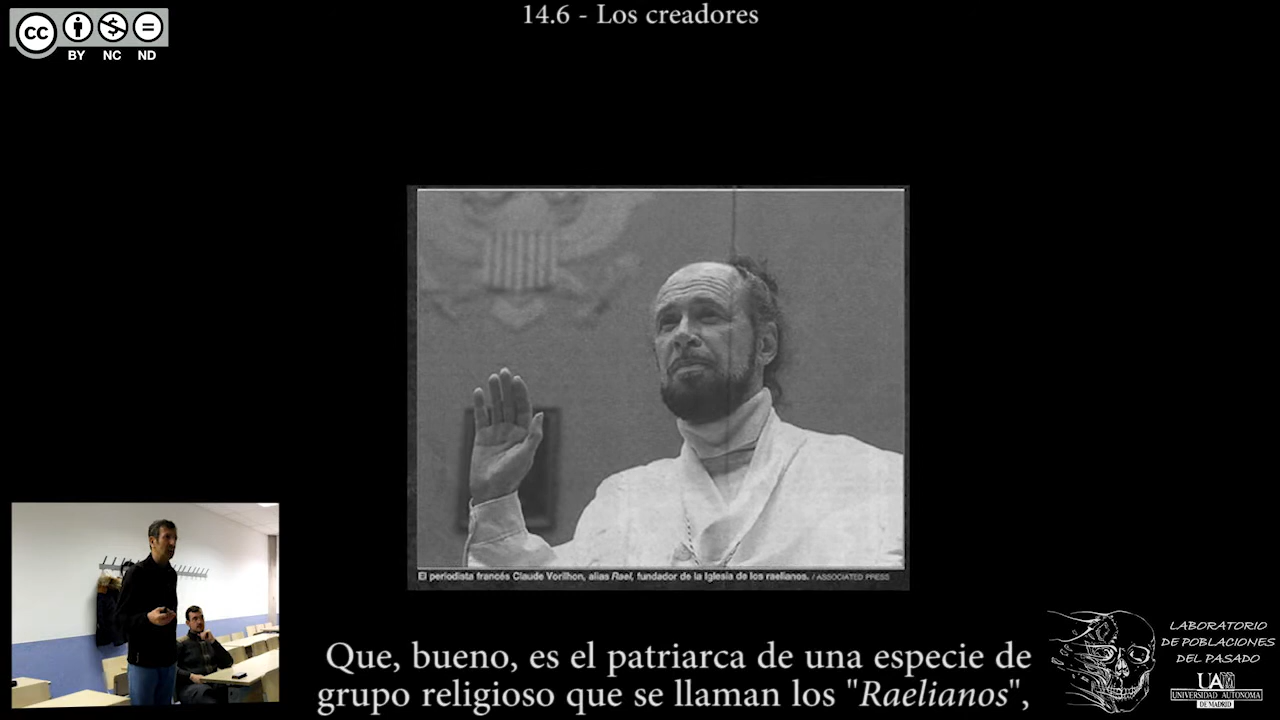 14.6 - Los creadores
CC
BY NC ND
El periodista francés Claude Vorilhon, alias Rael, fundador de la Iglesia de los raelianos. / ASSOCIATED PRESS
Que, bueno, es el patriarca de una especie de
grupo religioso que se llaman los "Raelianos",
LABORATORIO
DE POBLACIONES
DEL PASADO
UAM
UNIVERSIDAD AUTONOMA
DE MADRID